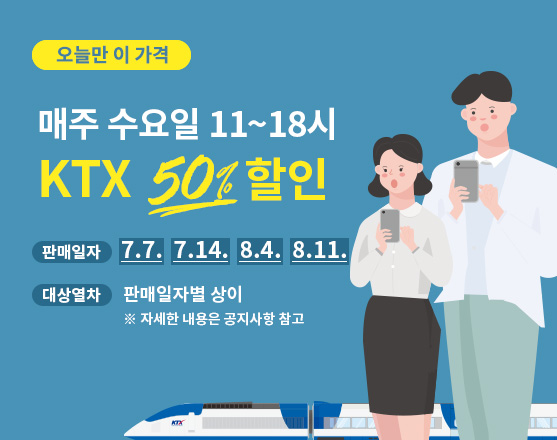 오늘만 이 가격
매주 수요일 11~18시
KTX 50% 할인
판매일자 7.7. 7.14. 8.4. 8.11.
대상열차 판매일자별 상이
※ 자세한 내용은 공지사항 참고
KTX